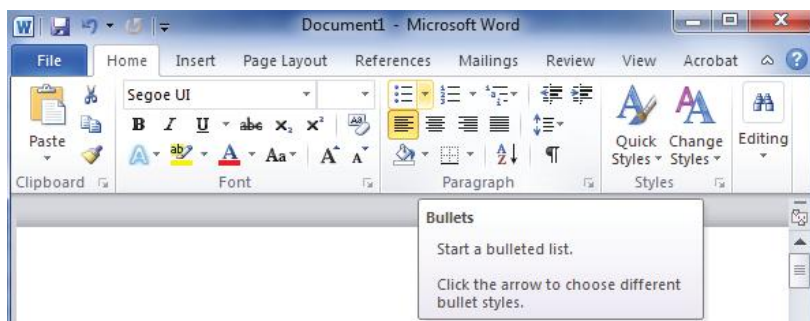 W
Document1 - Microsoft Word
File Home Insert Page Layout References Mailings Review View Acrobat ?
Paste
Segoe UI
B I U abc X₂ X²
A ab A Aa A A
A Z
Quick Styles
Change Styles
Editing
Clipboard Font Paragraph Styles
Bullets
Start a bulleted list.
Click the arrow to choose different
bullet styles.